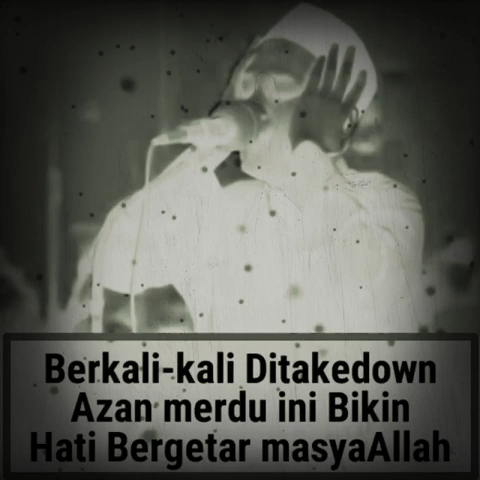 Berkali-kali Ditakedown
Azan merdu ini Bikin
Hati Bergetar masyaAllah